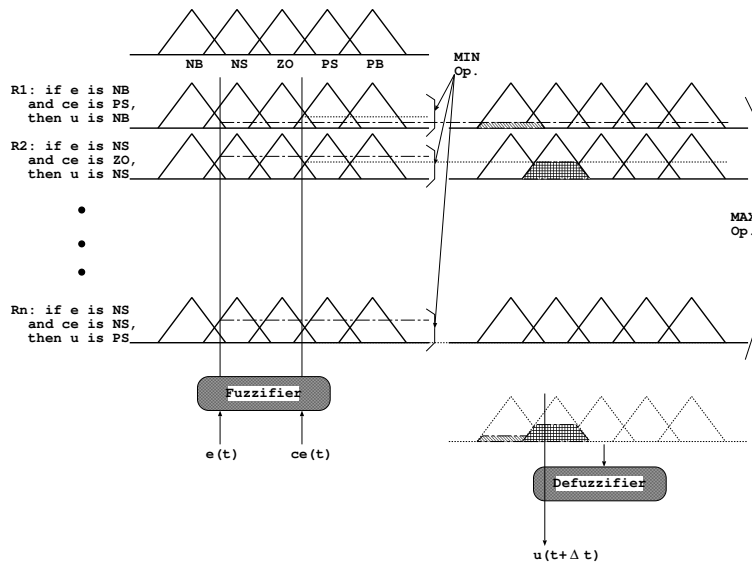 NB NS ZO PS PB
MIN
Op.
R1: if e is NB
and ce is PS,
then u is NB
R2: if e is NS
and ce is ZO,
then u is NS
MAX
Op.
Rn: if e is NS
and ce is NS,
then u is PS
Fuzzifier
e(t) ce(t)
Defuzzifier
u(t+Δt)